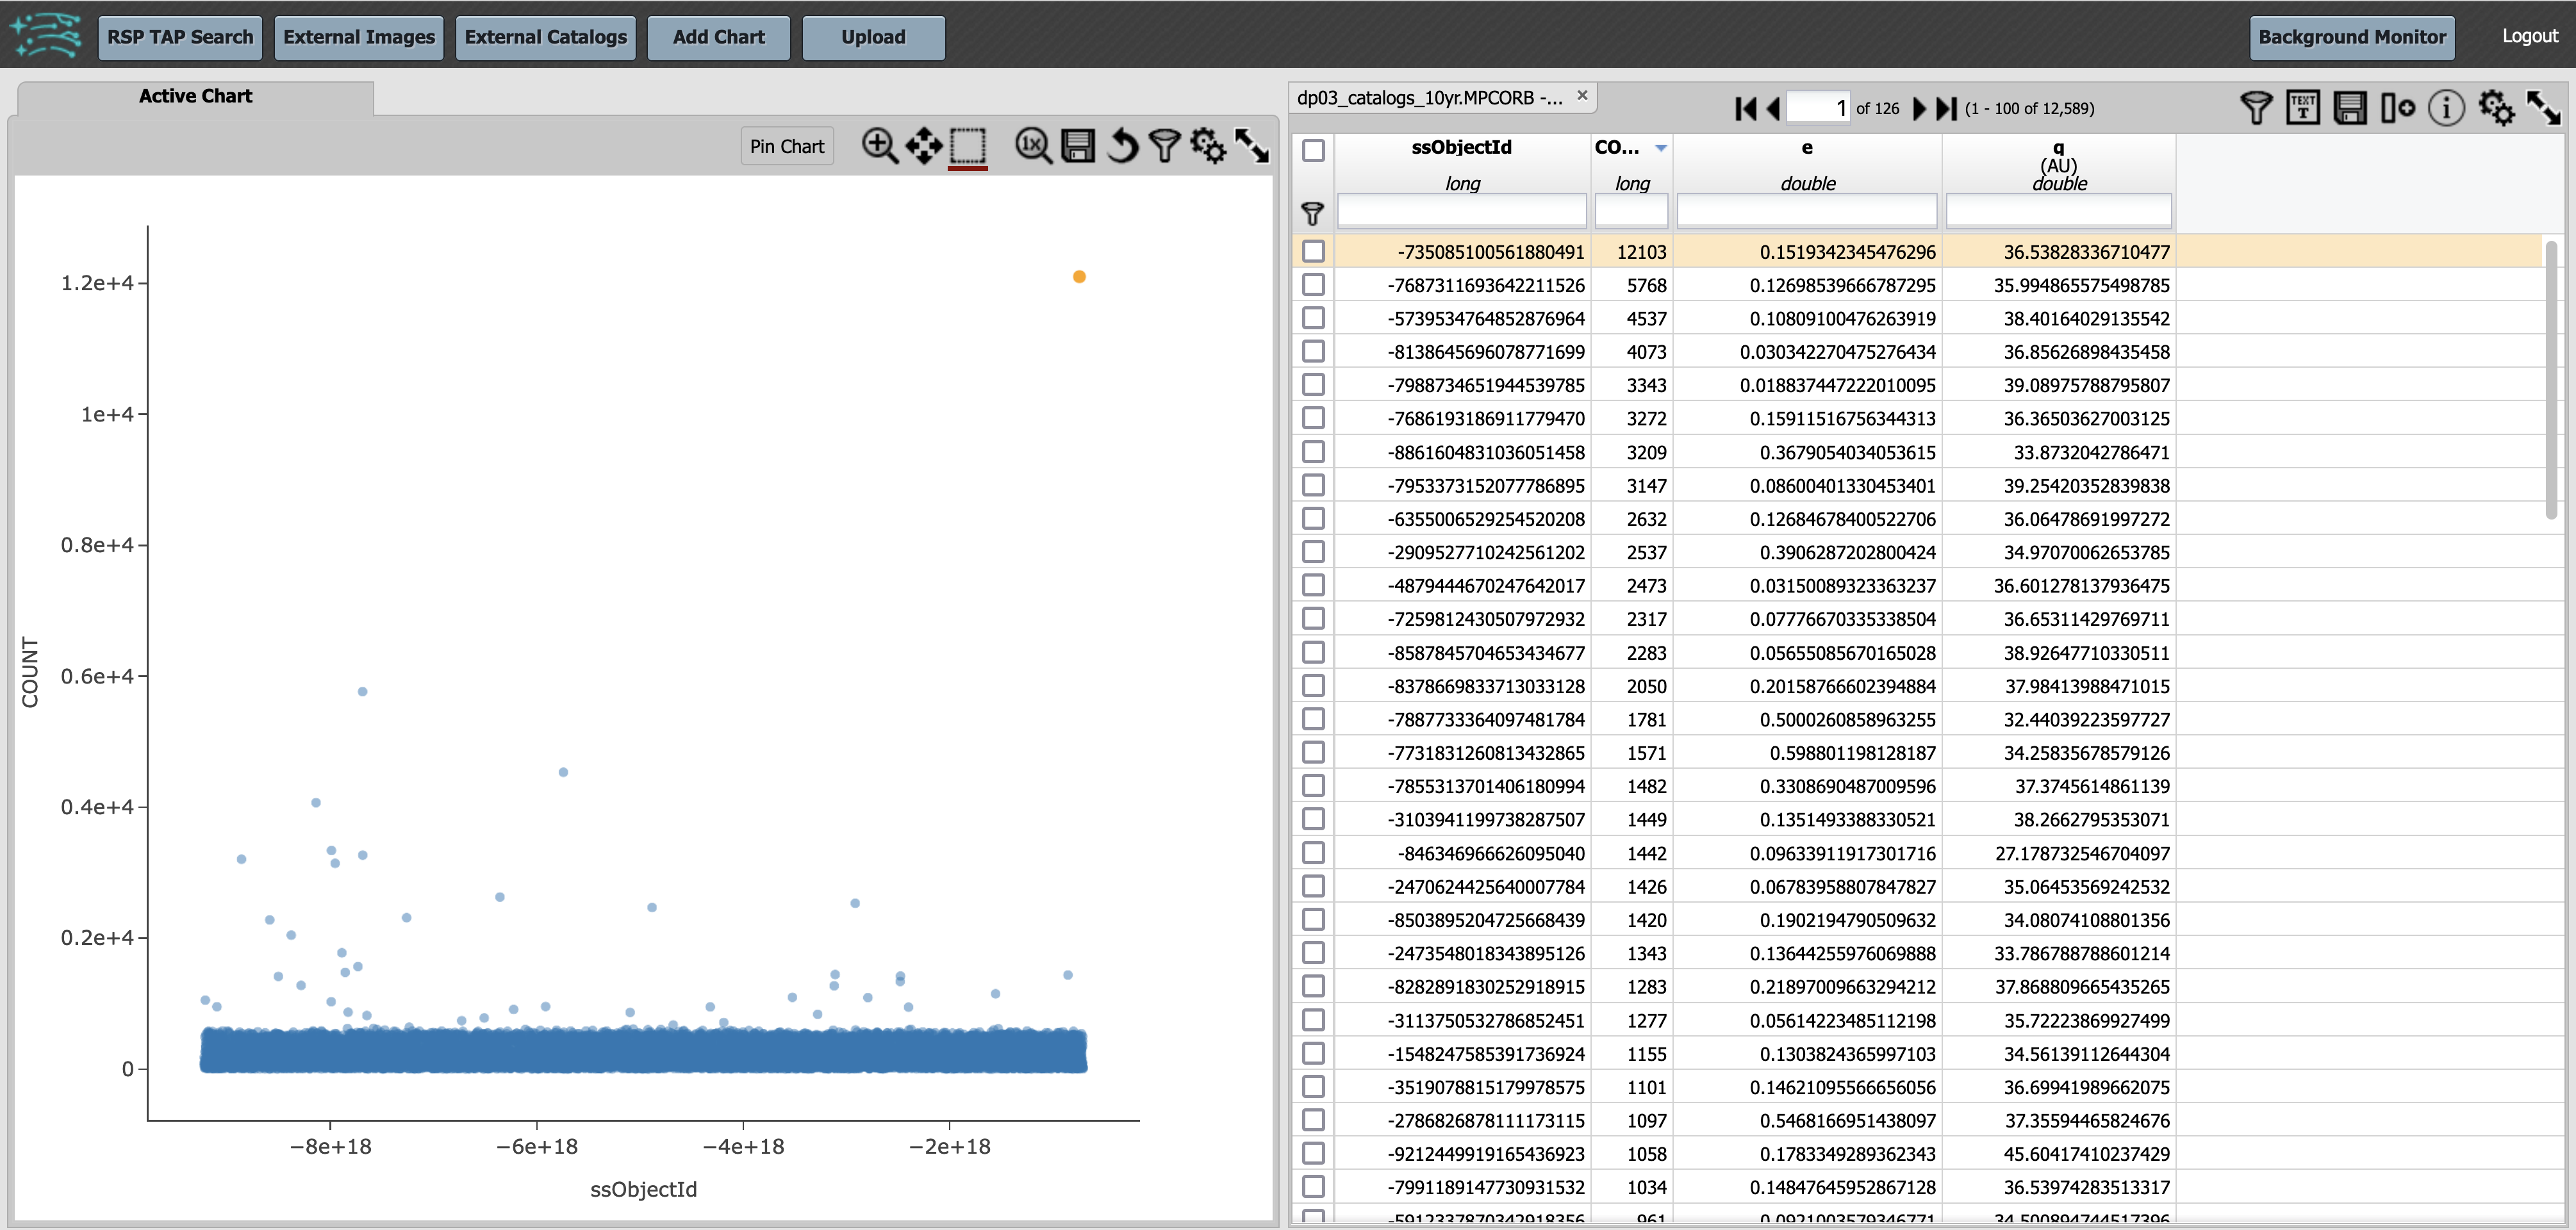 RSP TAP Search External Images External Catalogs Add Chart Upload Background Monitor Logout
Active Chart
Pin Chart
1x
1.2e+4
1e+4
0.8e+4
0.6e+4
0.4e+4
0.2e+4
0
COUNT
−8e+18 −6e+18 −4e+18 −2e+18
ssObjectId
dp03_catalogs_10yr.MPCORB -... ×
1 of 126 (1 - 100 of 12,589)
TEXT T
ssObjectId CO... e q
(AU)
long long double double
-735085100561880491 12103 0.1519342345476296 36.53828336710477
-7687311693642211526 5768 0.12698539666787295 35.994865575498785
-5739534764852876964 4537 0.10809100476263919 38.40164029135542
-8138645696078771699 4073 0.030342270475276434 36.85626898435458
-7988734651944539785 3343 0.018837447222010095 39.08975788795807
-7686193186911779470 3272 0.15911516756344313 36.36503627003125
-8861604831036051458 3209 0.3679054034053615 33.8732042786471
-7953373152077786895 3147 0.08600401330453401 39.25420352839838
-6355006529254520208 2632 0.12684678400522706 36.06478691997272
-2909527710242561202 2537 0.3906287202800424 34.97070062653785
-4879444670247642017 2473 0.03150089323363237 36.601278137936475
-7259812430507972932 2317 0.07776670335338504 36.65311429769711
-8587845704653434677 2283 0.05655085670165028 38.92647710330511
-8378669833713033128 2050 0.20158766602394884 37.98413988471015
-7887733364097481784 1781 0.5000260858963255 32.44039223597727
-7731831260813432865 1571 0.598801198128187 34.25835678579126
-7855313701406180994 1482 0.3308690487009596 37.3745614861139
-3103941199738287507 1449 0.1351493388330521 38.2662795353071
-846346966626095040 1442 0.09633911917301716 27.178732546704097
-2470624425640007784 1426 0.06783958807847827 35.06453569242532
-8503895204725668439 1420 0.1902194790509632 34.08074108801356
-2473548018343895126 1343 0.13644255976069888 33.786788788601214
-8282891830252918915 1283 0.21897009663294212 37.868809665435265
-3113750532786852451 1277 0.05614223485112198 35.72223869927499
-1548247585391736924 1155 0.1303824365997103 34.56139112644304
-3519078815179978575 1101 0.14621095566656056 36.69941989662075
-2786826878111173115 1097 0.5468166951438097 37.35594465824676
-9212449919165436923 1058 0.1783349289362343 45.60417410237429
-7991189147730931532 1034 0.14847645952867128 36.53974283513317
-5912337870342918356 961 0.0921003579346771 34.500894744517396